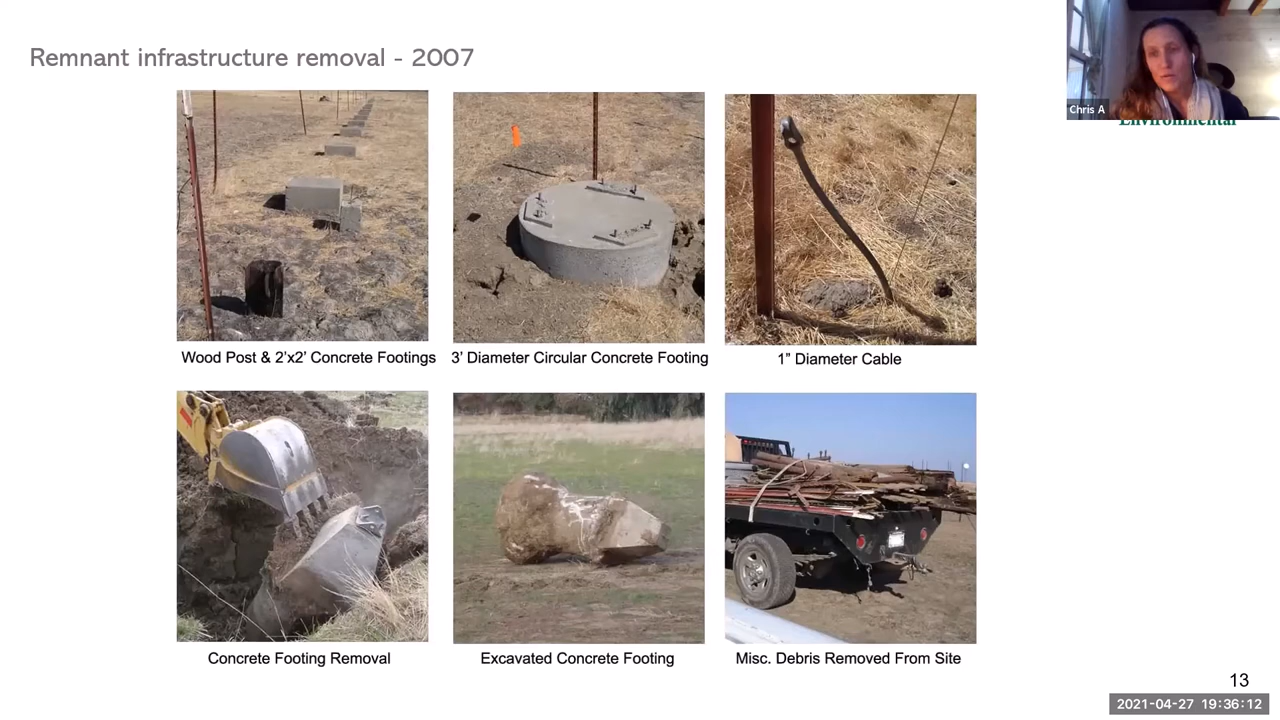 Remnant infrastructure removal - 2007
Chris A
Environmental
Wood Post & 2'x2' Concrete Footings
3' Diameter Circular Concrete Footing
1" Diameter Cable
Concrete Footing Removal
Excavated Concrete Footing
Misc. Debris Removed From Site
13
2021-04-27 19:36:12